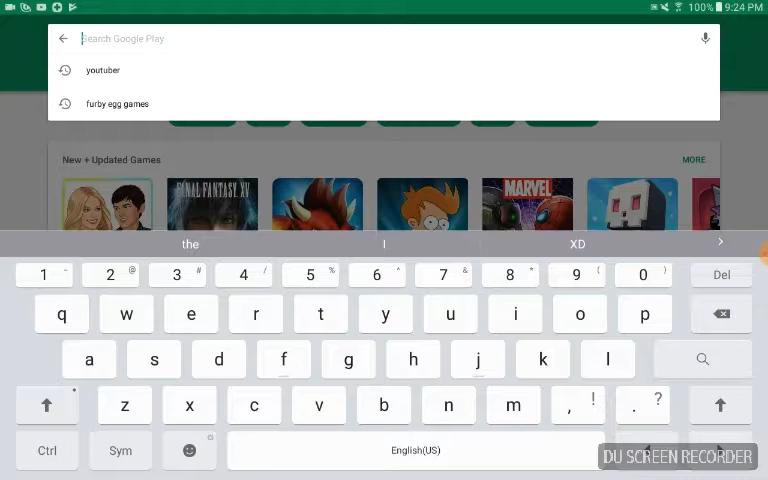 100% 9:24 PM
Search Google Play
youtuber
furby egg games
New + Updated Games MORE
FINAL FANTASY XV MARVEL
the I XD
1 - 2 @ 3 # 4 / 5 % 6 ^ 7 & 8 * 9 ( 0 ) Del
q w e r t y u i o p
a s d f g h j k l
z x c v b n m , ! . ?
Ctrl Sym English(US)
DU SCREEN RECORDER